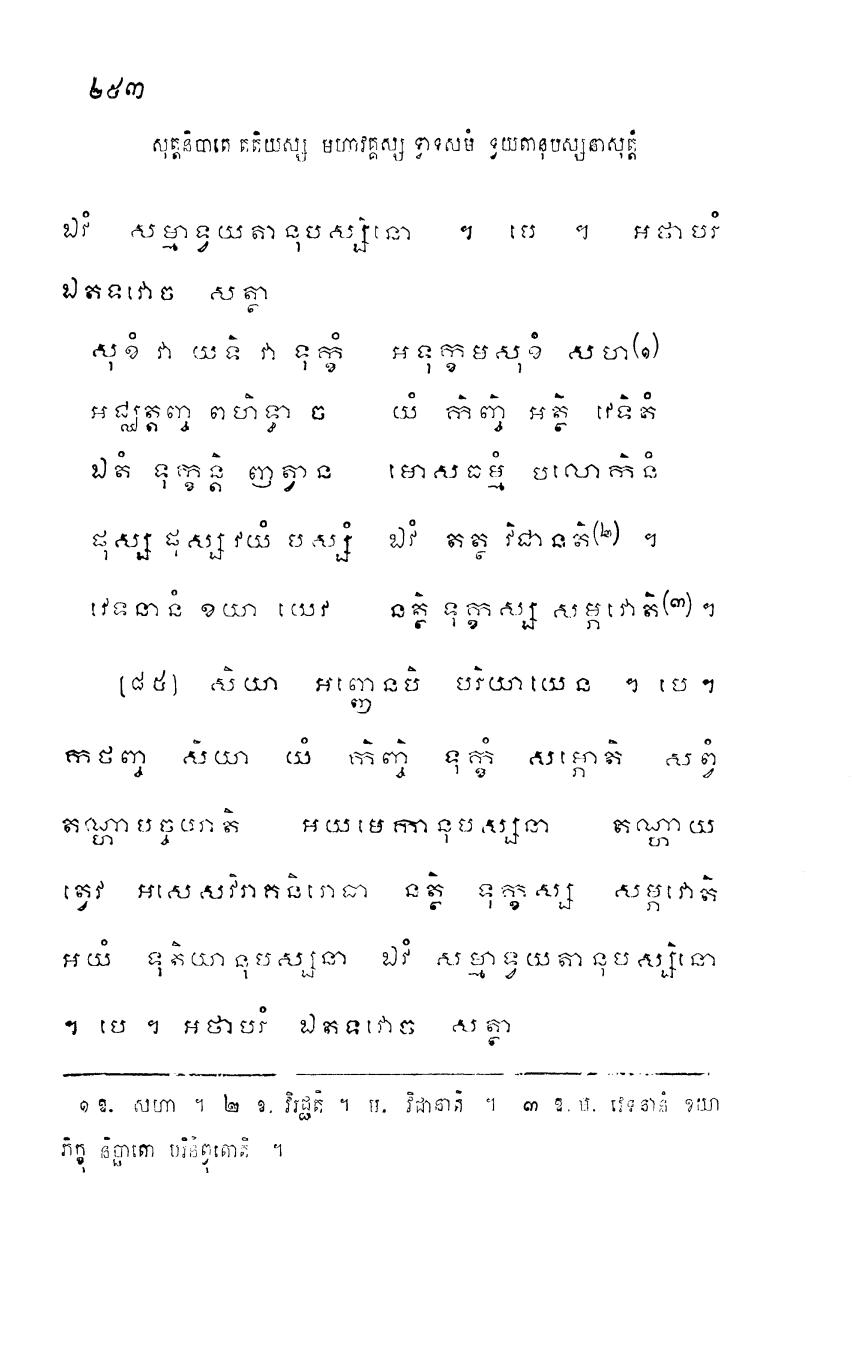 ២៥៣
សុត្តនិបាតេ តតិយស្ស មហាវគ្គស្ស ទ្វាទសមំ ទ្វយតានុបស្សនាសុត្តំ
ឯវំ សម្មាទ្វយតានុបស្សិនោ ។ បេ ។ អថាបរំ
ឯតទវោច សត្ថា
សុខំ វា យទិ វា ទុក្ខំ អទុក្ខមសុខំ សហ(១)
អជ្ឈត្តញ្ច ពហិទ្ធា ច យំ កិញ្ចិ អត្ថិ វេទិតំ
ឯតំ ទុក្ខន្តិ ញត្វាន មោសធម្មំ បលោកិនំ
ផុស្ស ផុស្ស វយំ បស្សំ ឯវំ តត្ថ វិជានតិ(២) ។
វេទនានំ ខយា យេវ នត្ថិ ទុក្ខស្ស សម្ភវោតិ(៣) ។
[៨៥] សិយា អញ្ញេនបិ បរិយាយេន ។ បេ ។
កថញ្ច សិយា យំ កិញ្ចិ ទុក្ខំ សម្ភោតិ សព្វំ
តណ្ហាបច្ចយាតិ អយមេកានុបស្សនា តណ្ហាយ
ត្វេវ អសេសវិរាគនិរោធា នត្ថិ ទុក្ខស្ស សម្ភវោតិ
អយំ ទុតិយានុបស្សនា ឯវំ សម្មាទ្វយតានុបស្សិនោ
។ បេ ។ អថាបរំ ឯតទវោច សត្ថា
១ ឱ. សហា ។ ២ ឱ. វិរជ្ជតិ ។ ម. វិជានាតិ ។ ៣ ឱ. ម. វេទនានំ ខយា
ភិក្ខុ និច្ឆាតោ បរិនិព្វុតោតិ ។